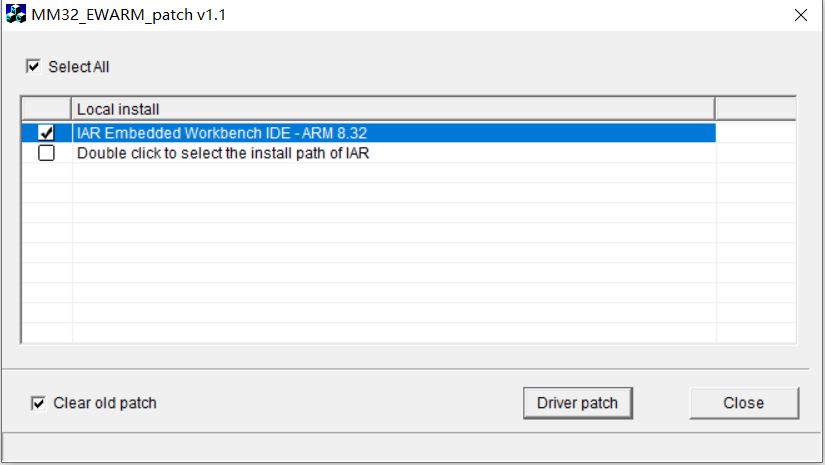 MM32_EWARM_patch v1.1
Select All
Local install
IAR Embedded Workbench IDE - ARM 8.32
Double click to select the install path of IAR
Clear old patch
Driver patch
Close